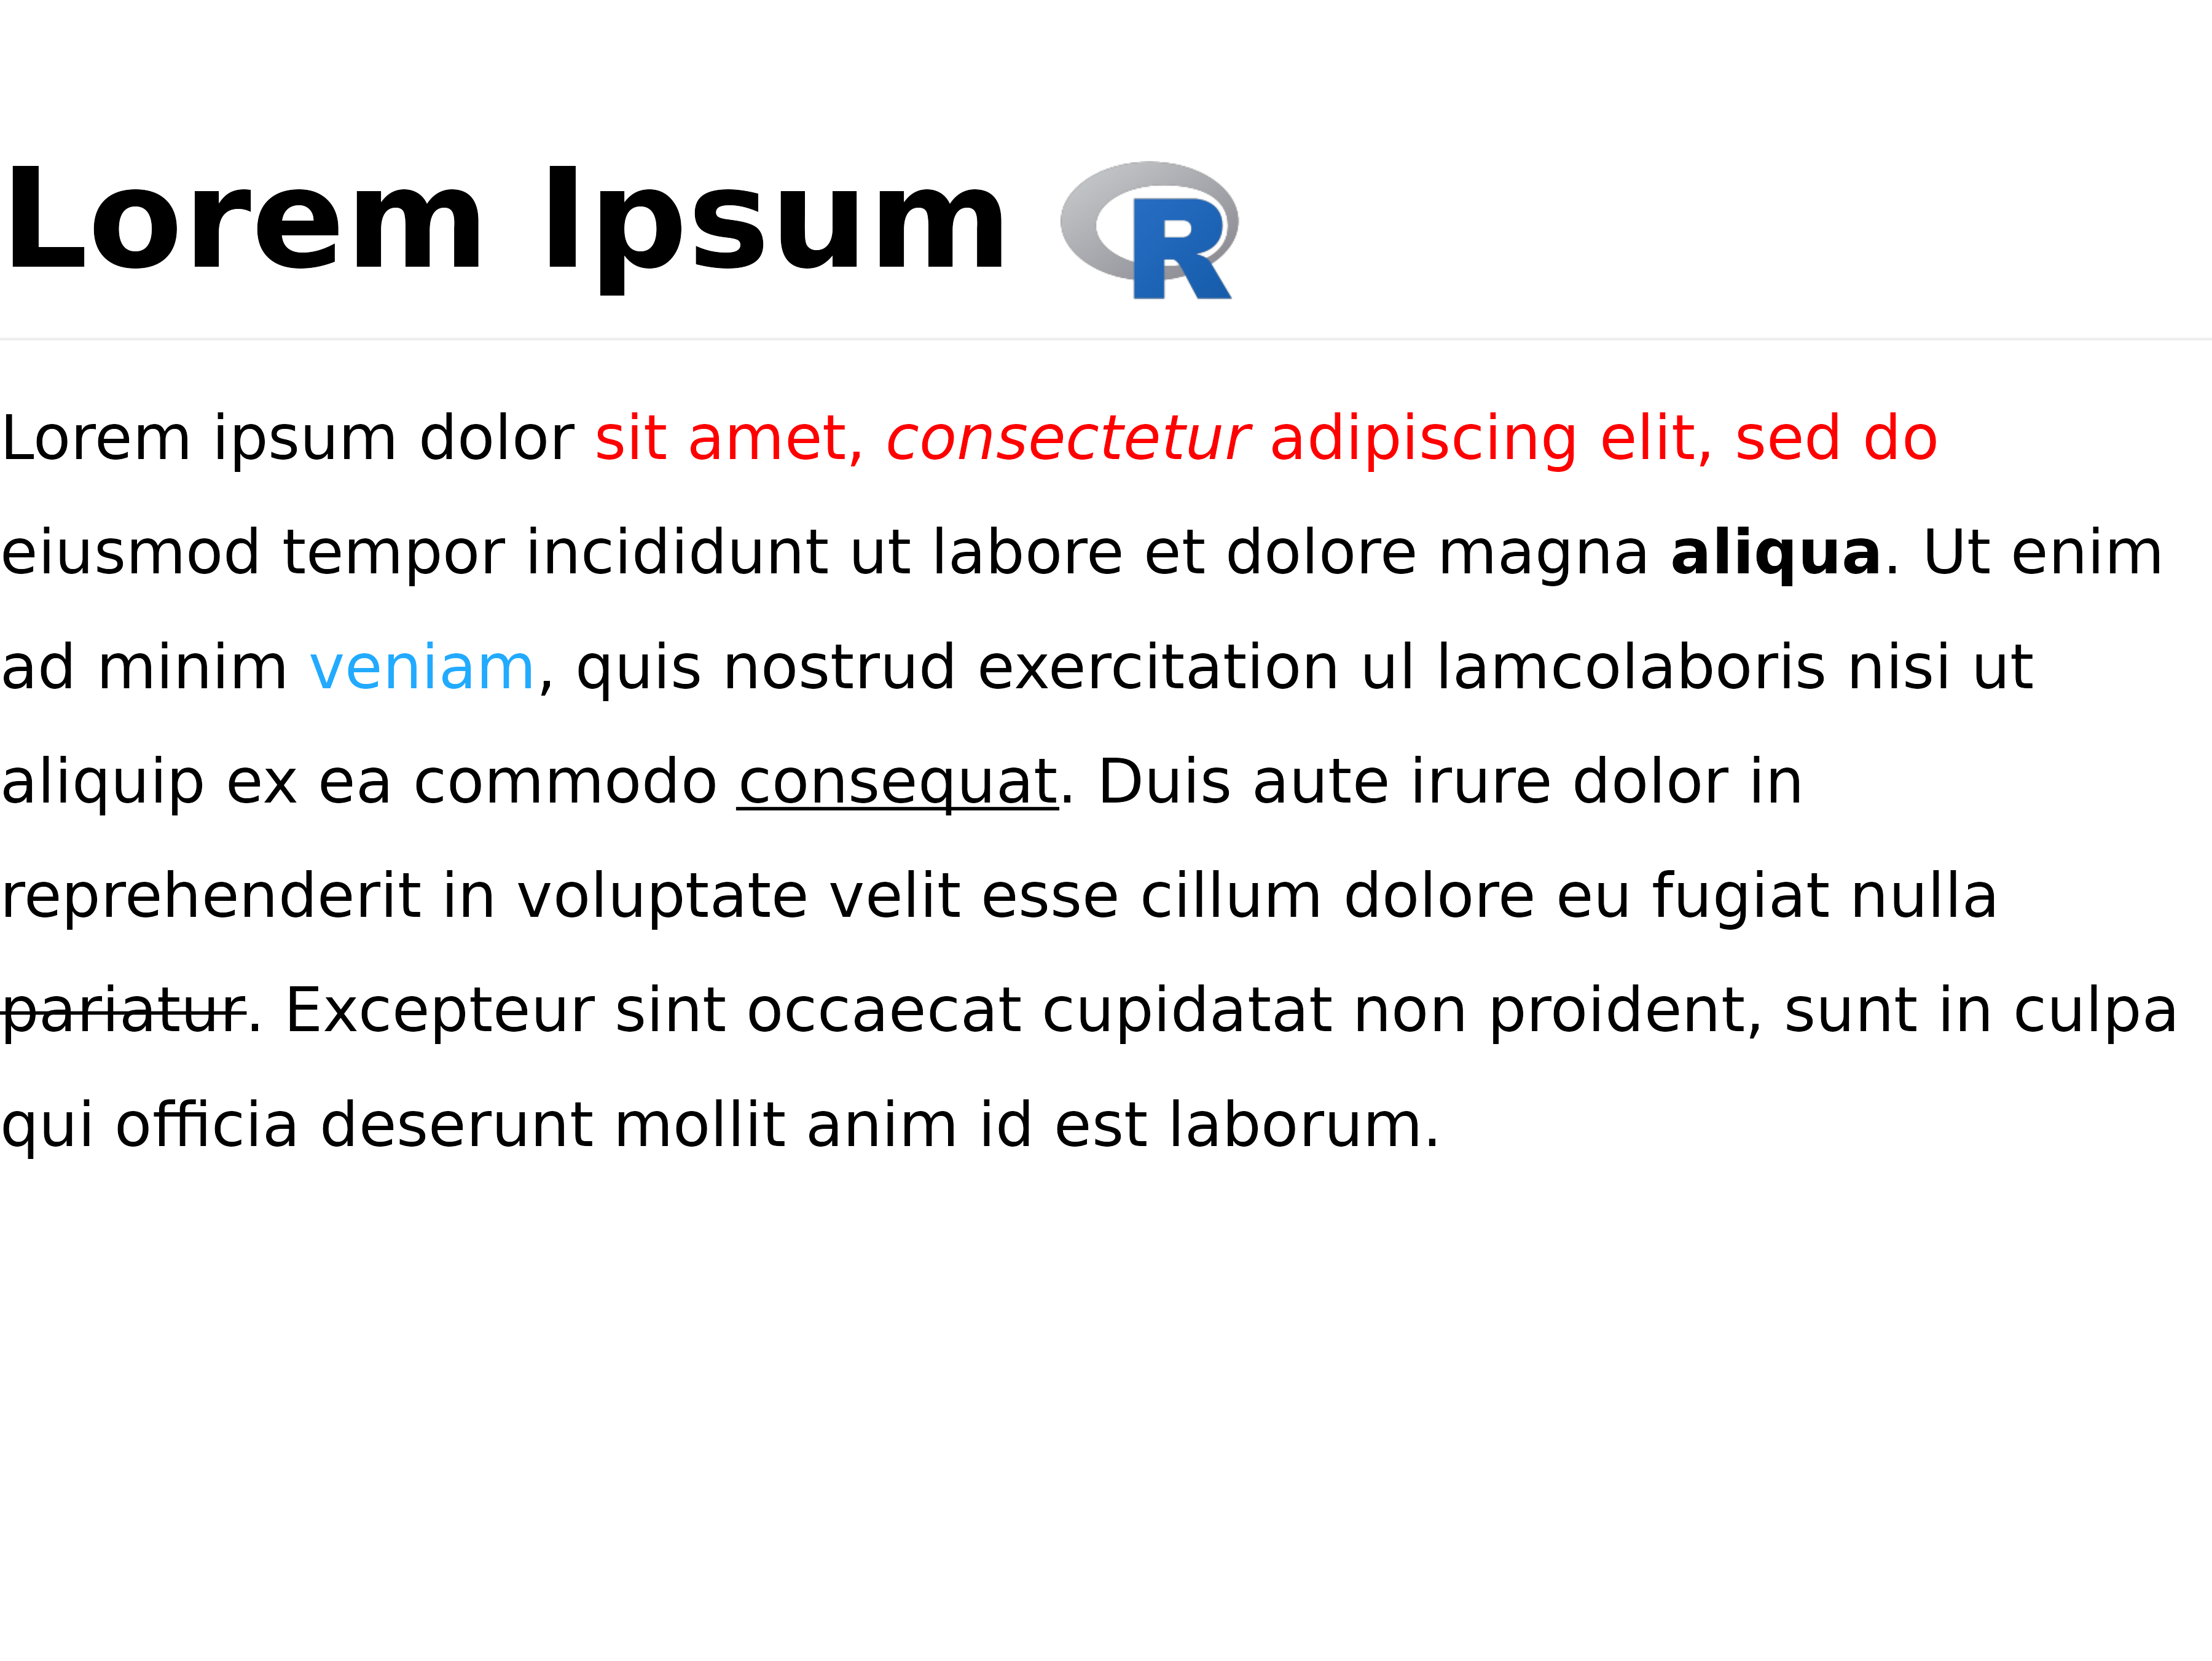 Lorem Ipsum R
Lorem ipsum dolor sit amet, consectetur adipiscing elit, sed do
eiusmod tempor incididunt ut labore et dolore magna aliqua. Ut enim
ad minim veniam, quis nostrud exercitation ul lamcolaboris nisi ut
aliquip ex ea commodo consequat. Duis aute irure dolor in
reprehenderit in voluptate velit esse cillum dolore eu fugiat nulla
pariatur. Excepteur sint occaecat cupidatat non proident, sunt in culpa
qui officia deserunt mollit anim id est laborum.